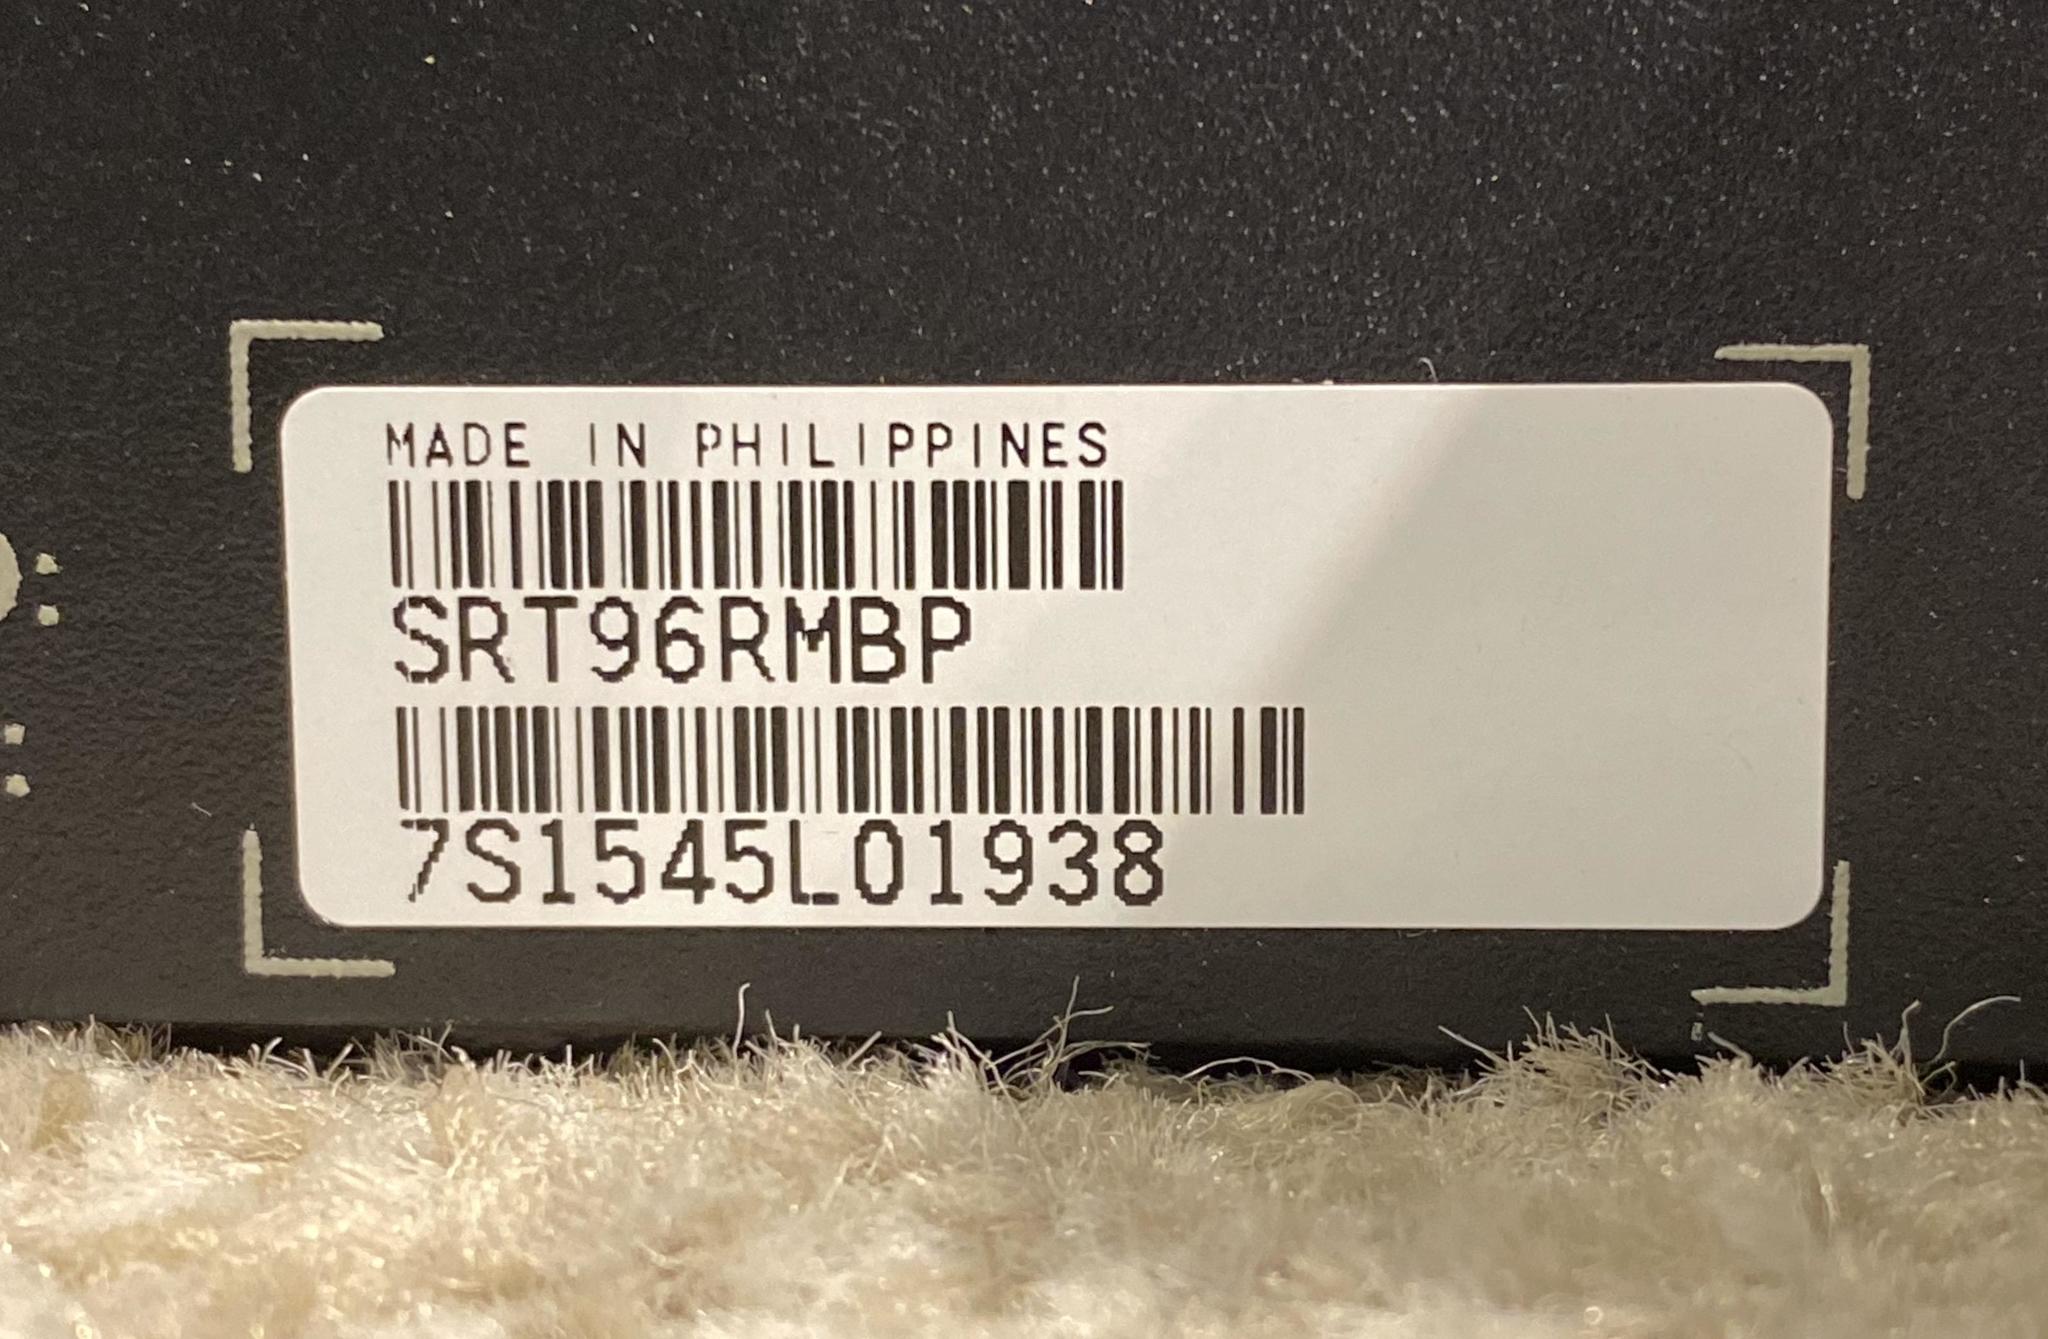 MADE IN PHILIPPINES
SRT96RMBP
7S1545L01938